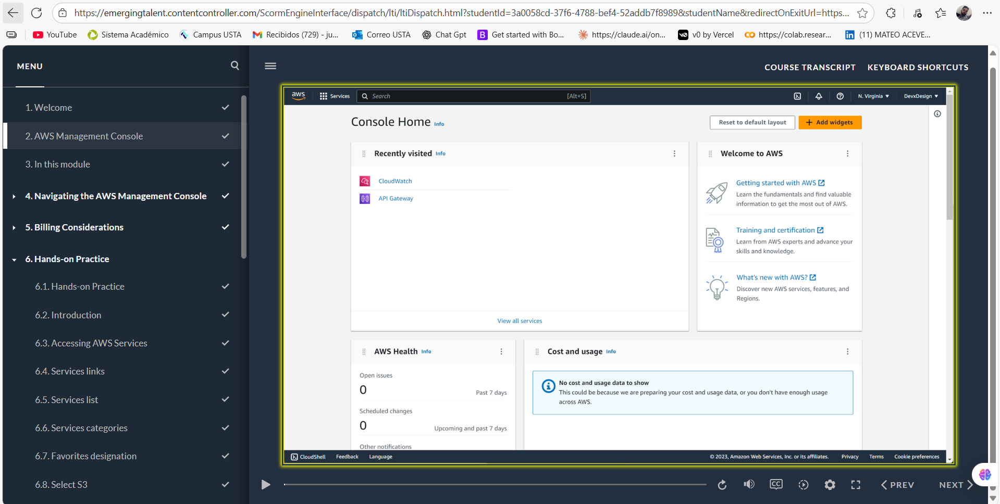 https://emergingtalent.contentcontroller.com/ScormEngineInterface/dispatch/lti/ltiDispatch.html?studentId=3a0058cd-37f6-4788-bef4-52addb7f8989&studentName&redirectOnExitUrl=https...
YouTube
Sistema Académico
Campus USTA
Recibidos (729) - ju...
Correo USTA
Chat Gpt
B
Get started with Bo...
https://claude.ai/on...
v0 by Vercel
https://colab.resear...
in
(11) MATEO ACEVE...
MENU
1. Welcome
2. AWS Management Console
3. In this module
4. Navigating the AWS Management Console
5. Billing Considerations
6. Hands-on Practice
6.1. Hands-on Practice
6.2. Introduction
6.3. Accessing AWS Services
6.4. Services links
6.5. Services list
6.6. Services categories
6.7. Favorites designation
6.8. Select S3
COURSE TRANSCRIPT
KEYBOARD SHORTCUTS
aws
Services
Search
[Alt+S]
N. Virginia
DevxDesign
Console Home Info
Reset to default layout
Add widgets
Recently visited Info
CloudWatch
API Gateway
View all services
Welcome to AWS
Getting started with AWS
Learn the fundamentals and find valuable
information to get the most out of AWS.
Training and certification
Learn from AWS experts and advance your
skills and knowledge.
What's new with AWS?
Discover new AWS services, features, and
Regions.
AWS Health Info
Open issues
0
Past 7 days
Scheduled changes
0
Upcoming and past 7 days
Other notifications
Cost and usage Info
No cost and usage data to show
This could be because we are preparing your cost and usage data, or you don't have enough usage
across AWS.
CloudShell
Feedback
Language
© 2023, Amazon Web Services, Inc. or its affiliates.
Privacy
Terms
Cookie preferences
CC
PREV
NEXT